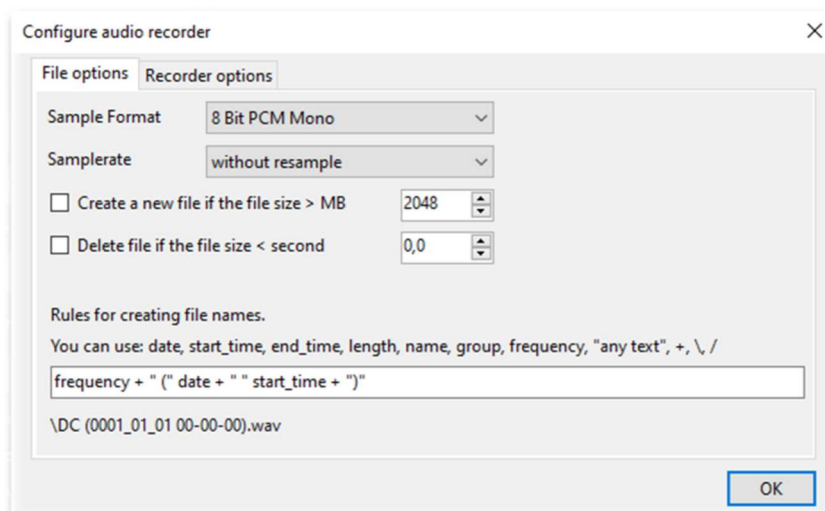 Configure audio recorder
File options Recorder options
Sample Format 8 Bit PCM Mono
Samplerate without resample
Create a new file if the file size > MB 2048
Delete file if the file size < second 0,0
Rules for creating file names.
You can use: date, start_time, end_time, length, name, group, frequency, "any text", +, \, /
frequency + " (" date + " " start_time + ")"
\DC (0001_01_01 00-00-00).wav
OK